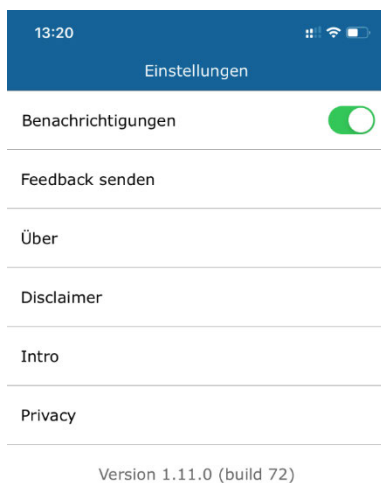 13:20
Einstellungen
Benachrichtigungen
Feedback senden
Über
Disclaimer
Intro
Privacy
Version 1.11.0 (build 72)